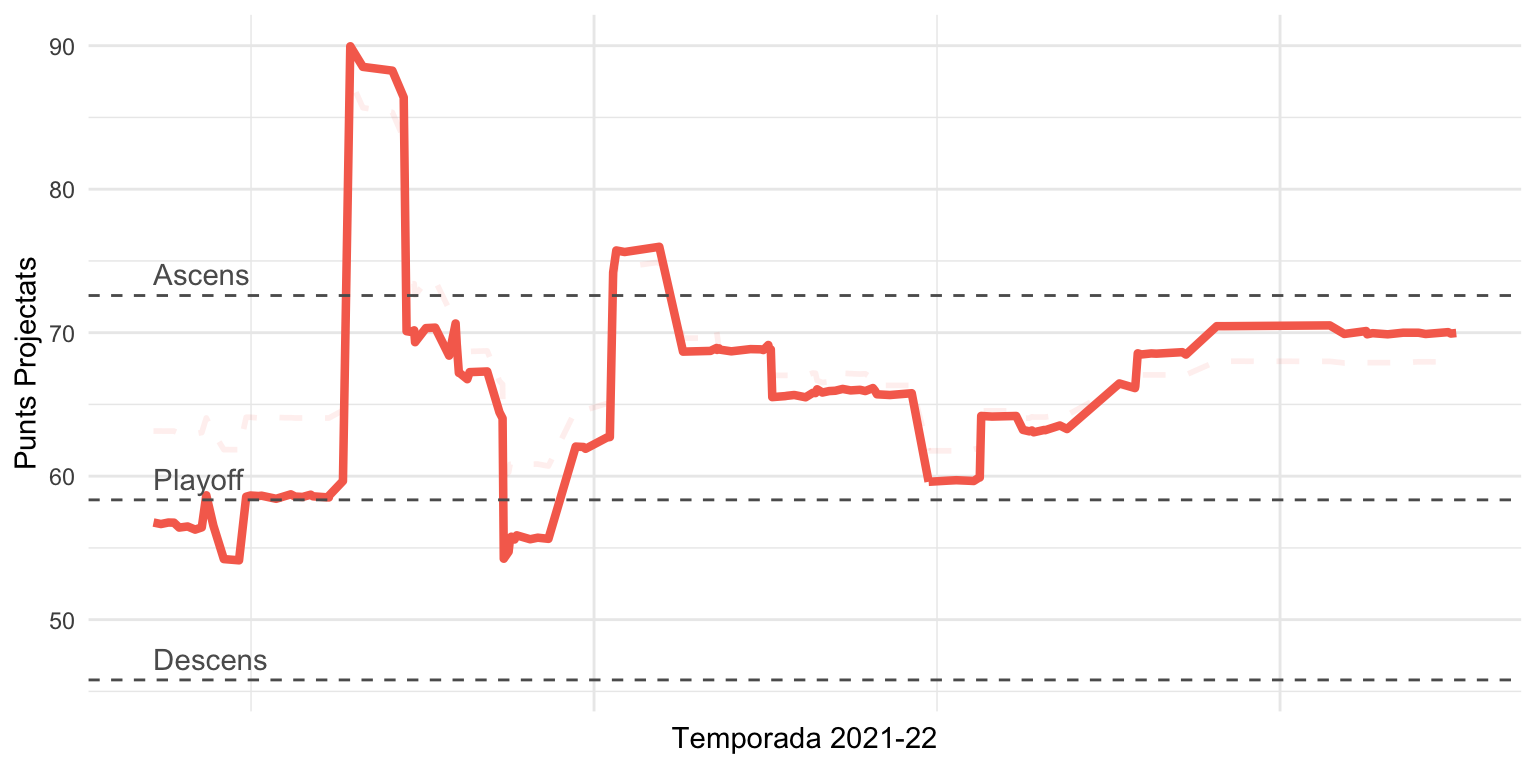 90
80
70
60
50
Punts Projectats
Ascens
Playoff
Descens
Temporada 2021-22